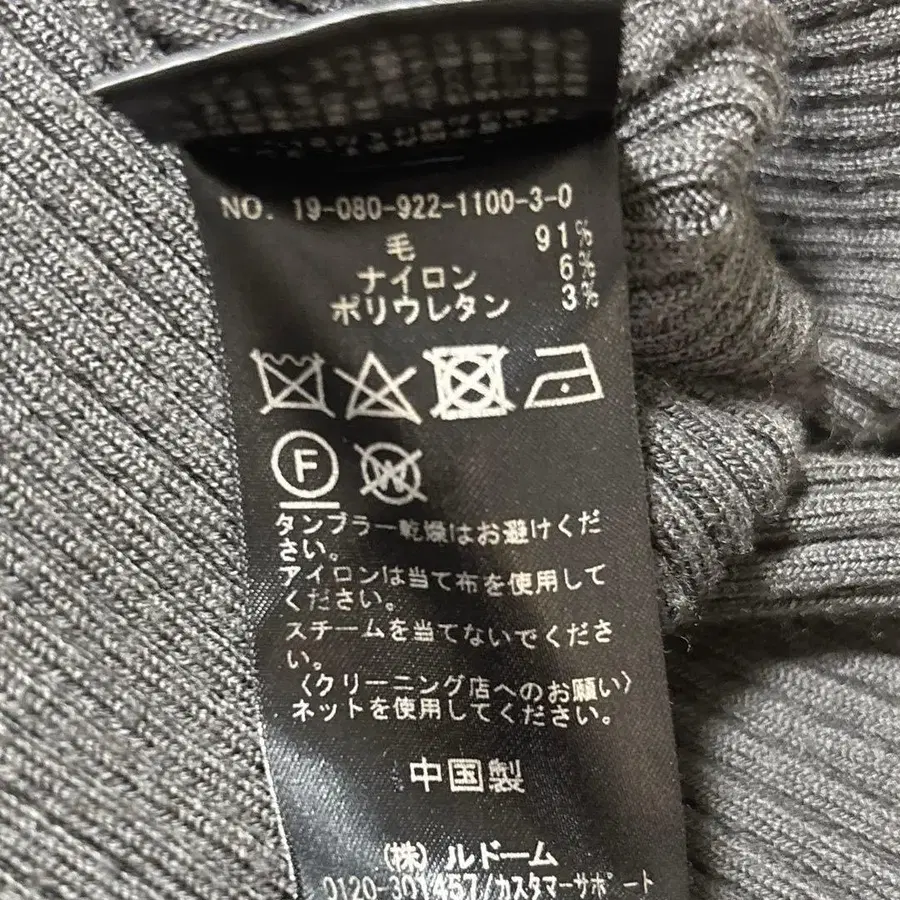 NO. 19-080-922-1100-3-0
毛 91%
ナイロン 6%
ポリウレタン 3%
F W
タンブラー乾燥はお避けくだ
さい。
アイロンは当て布を使用して
ください。
スチームを当てないでくださ
い。
〈クリーニング店へのお願い〉
ネットを使用してください。
中国製
(株)ルドーム
0120-301457/カスタマーサポート